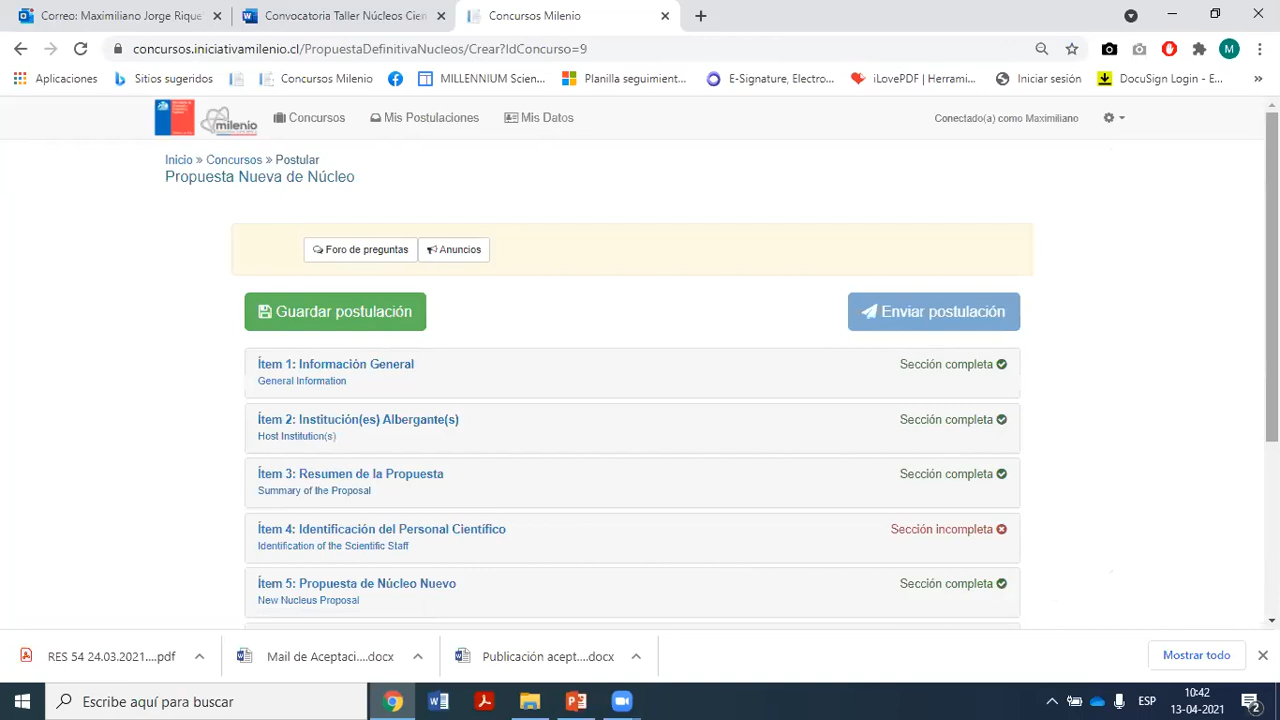 Correo: Maximiliano Jorge Rique
Convocatoria Taller Núcleos Cien
Concursos Milenio
concursos.iniciativamilenio.cl/PropuestaDefinitivaNucleos/Crear?IdConcurso=9
M
Aplicaciones
Sitios sugeridos
Concursos Milenio
MILLENNIUM Scien...
Planilla seguimient...
E-Signature, Electro...
iLovePDF | Herrami...
Iniciar sesión
DocuSign Login - E...
»
milenio
Concursos
Mis Postulaciones
Mis Datos
Conectado(a) como Maximiliano
Inicio » Concursos » Postular
Propuesta Nueva de Núcleo
Foro de preguntas
Anuncios
Guardar postulación
Enviar postulación
Ítem 1: Información General
Sección completa
General Information
Ítem 2: Institución(es) Albergante(s)
Sección completa
Host Institution(s)
Ítem 3: Resumen de la Propuesta
Sección completa
Summary of the Proposal
Ítem 4: Identificación del Personal Científico
Sección incompleta
Identification of the Scientific Staff
Ítem 5: Propuesta de Núcleo Nuevo
Sección completa
New Nucleus Proposal
RES 54 24.03.2021....pdf
Mail de Aceptaci....docx
Publicación acept....docx
Mostrar todo
Escribe aquí para buscar
ESP
10:42
13-04-2021
2